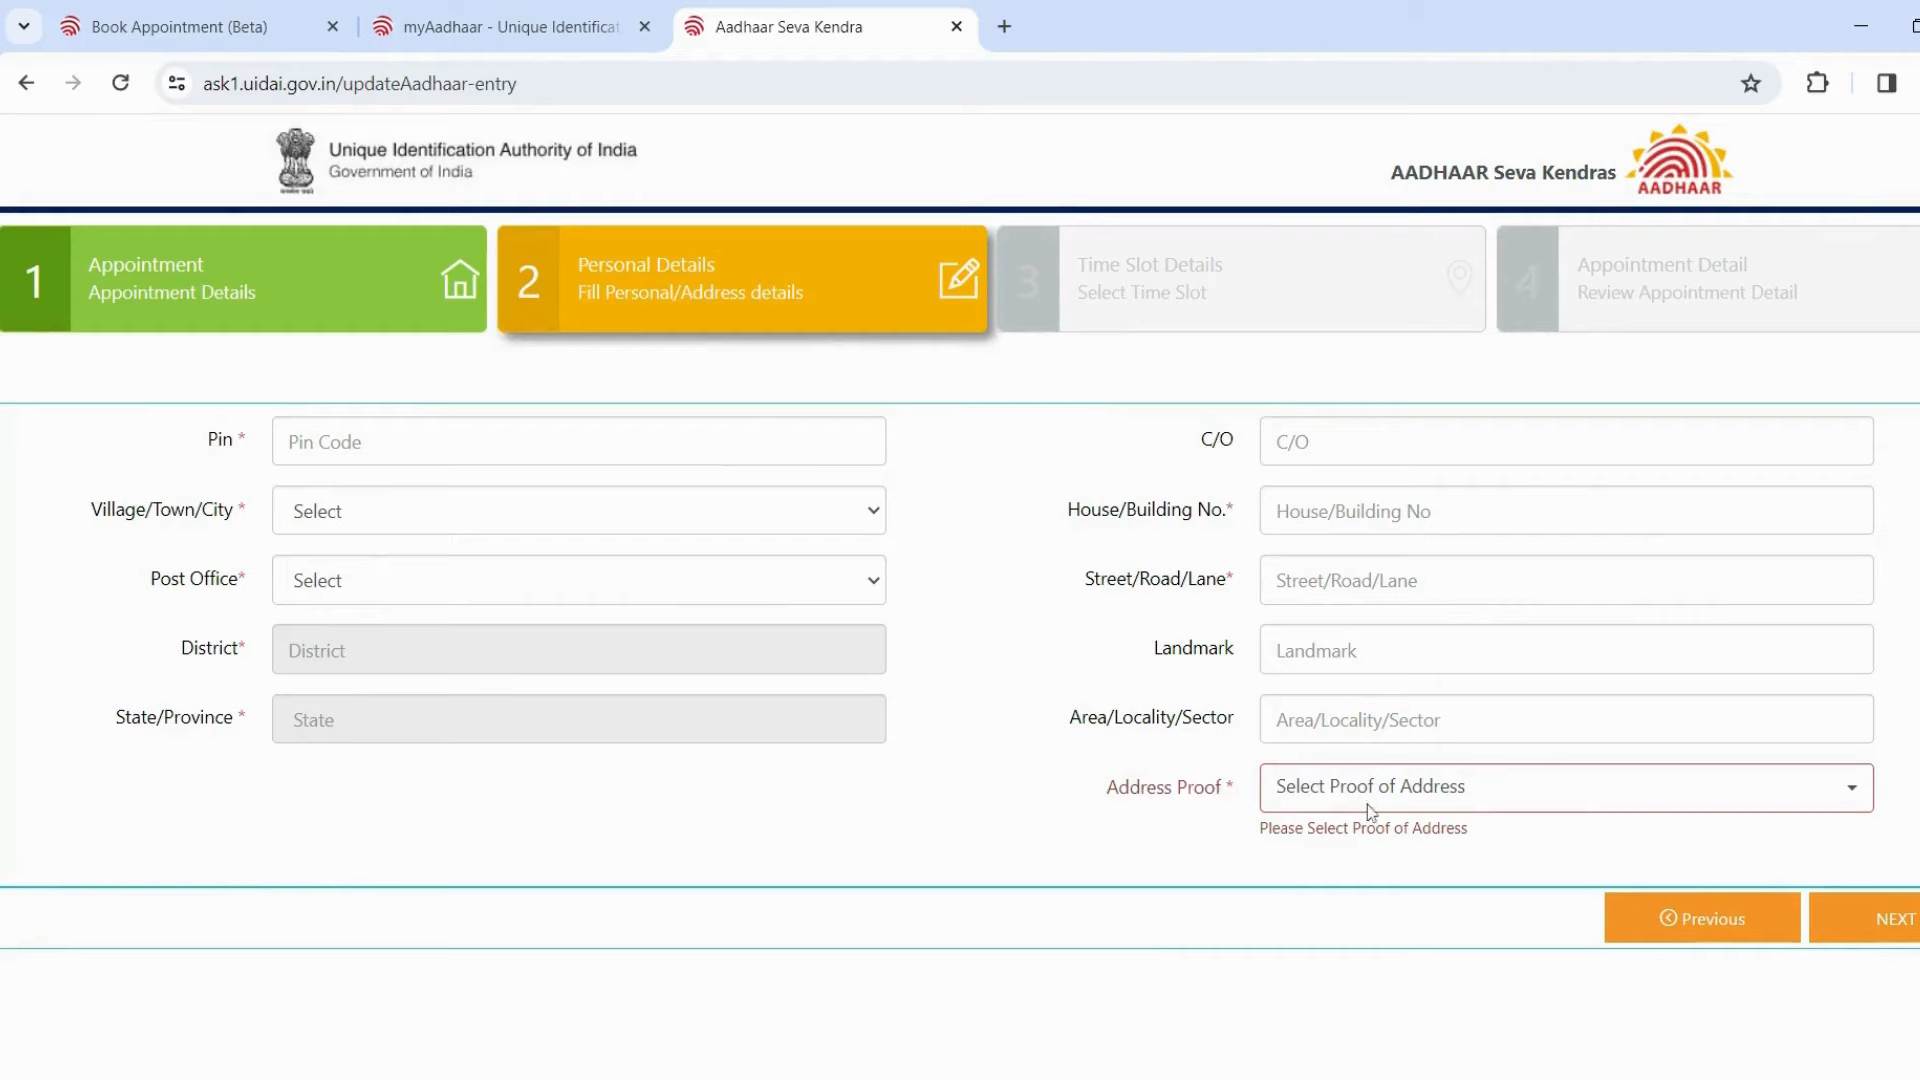 Book Appointment (Beta)
myAadhaar - Unique Identificat
Aadhaar Seva Kendra
ask1.uidai.gov.in/updateAadhaar-entry
Unique Identification Authority of India
Government of India
AADHAAR Seva Kendras
AADHAAR
1
Appointment
Appointment Details
2
Personal Details
Fill Personal/Address details
3
Time Slot Details
Select Time Slot
4
Appointment Detail
Review Appointment Detail
Pin *
Pin Code
C/O
C/O
Village/Town/City *
Select
House/Building No.*
House/Building No
Post Office*
Select
Street/Road/Lane*
Street/Road/Lane
District*
District
Landmark
Landmark
State/Province *
State
Area/Locality/Sector
Area/Locality/Sector
Address Proof *
Select Proof of Address
Please Select Proof of Address
Previous
NEXT